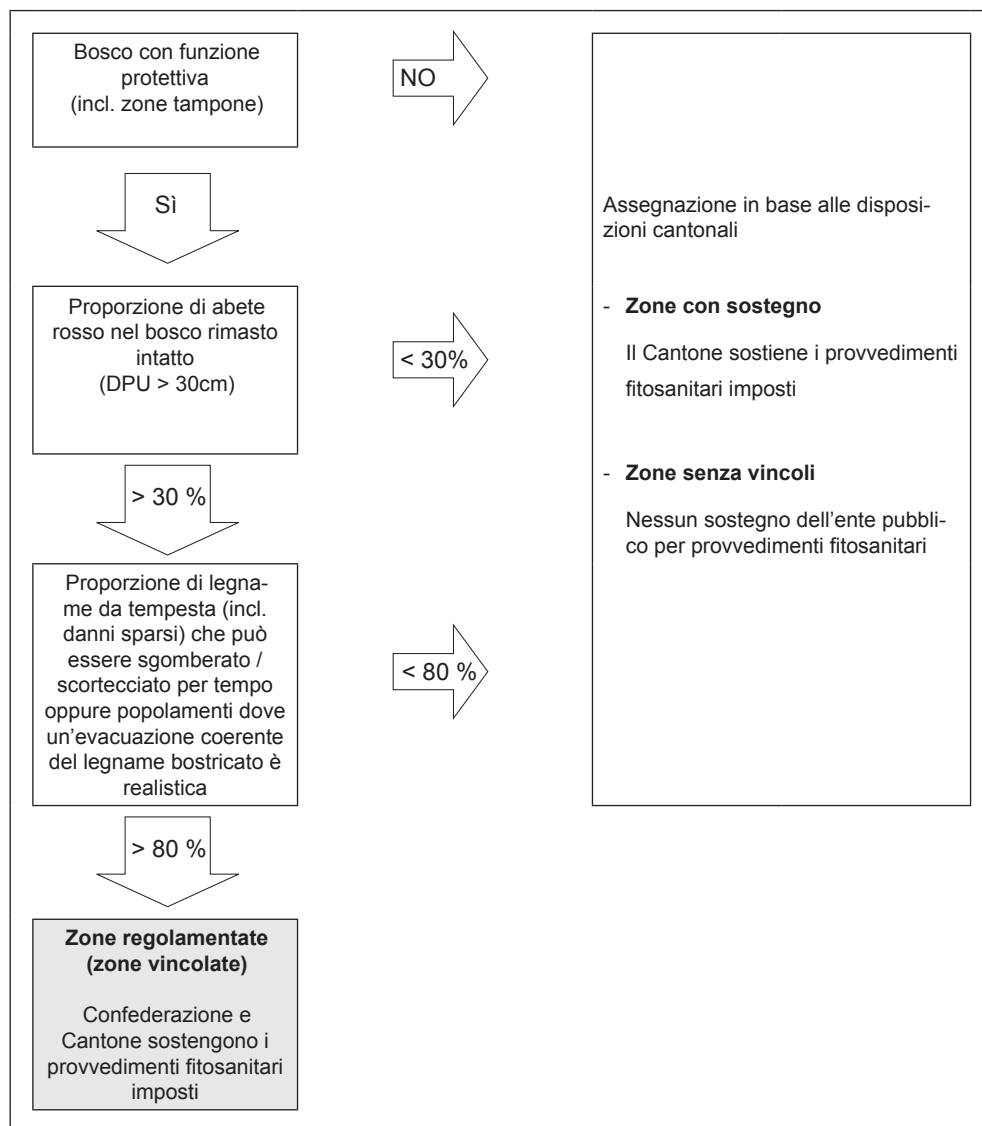 Bosco con funzione
protettiva
(incl. zone tampone)
NO
Sì
Proporzione di abete
rosso nel bosco rimasto
intatto
(DPU > 30cm)
< 30%
> 30 %
Proporzione di legna-
me da tempesta (incl.
danni sparsi) che può
essere sgomberato /
scortecciato per tempo
oppure popolamenti dove
un’evacuazione coerente
del legname bostricato è
realistica
< 80 %
> 80 %
Zone regolamentate
(zone vincolate)
Confederazione e
Cantone sostengono i
provvedimenti fitosanitari
imposti
Assegnazione in base alle disposi-
zioni cantonali
- Zone con sostegno
Il Cantone sostiene i provvedimenti
fitosanitari imposti
- Zone senza vincoli
Nessun sostegno dell’ente pubbli-
co per provvedimenti fitosanitari